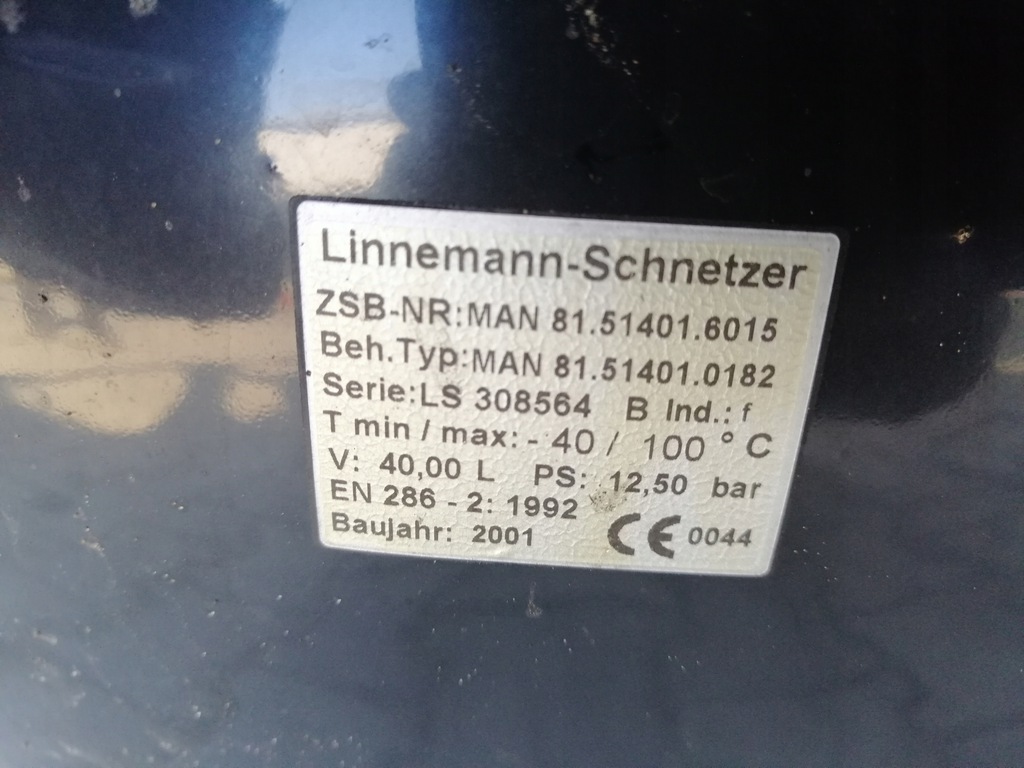 Linnemann-Schnetzer
ZSB-NR:MAN 81.51401.6015
Beh.Typ:MAN 81.51401.0182
Serie:LS 308564 B Ind.: f
T min / max: - 40 / 100 ° C
V: 40,00 L PS: 12,50 bar
EN 286 - 2: 1992
Baujahr: 2001 CE 0044